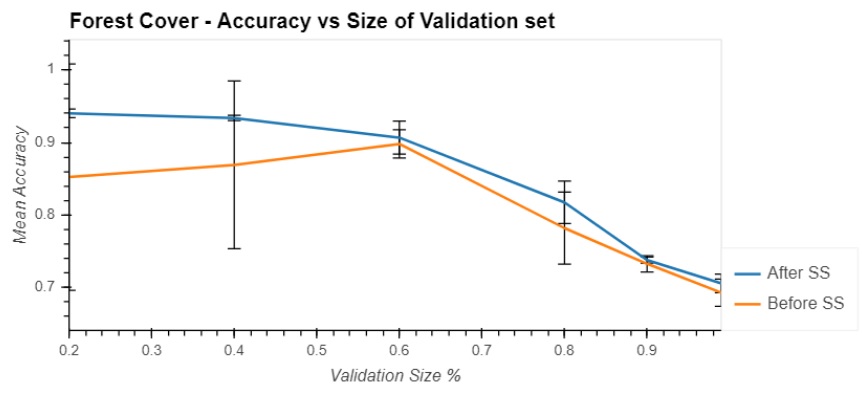 Forest Cover - Accuracy vs Size of Validation set
Mean Accuracy
1
0.9
0.8
0.7
0.2 0.3 0.4 0.5 0.6 0.7 0.8 0.9
Validation Size %
After SS
Before SS